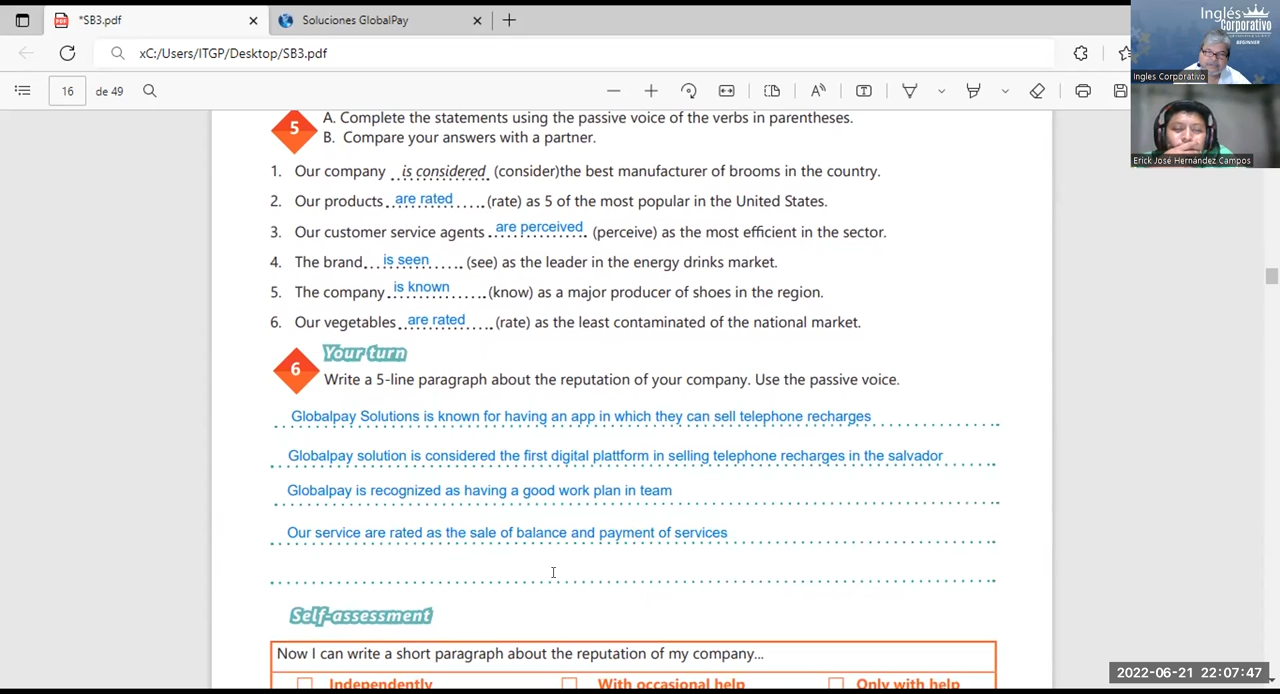 *SB3.pdf
Soluciones GlobalPay
xC:/Users/ITGP/Desktop/SB3.pdf
16 de 49
Inglés
Corporativo
BEGINNER
Ingles Corporativo
Erick José Hernández Campos
5
A. Complete the statements using the passive voice of the verbs in parentheses.
B. Compare your answers with a partner.
1. Our company ..is considered. (consider)the best manufacturer of brooms in the country.
2. Our products are rated (rate) as 5 of the most popular in the United States.
3. Our customer service agents are perceived (perceive) as the most efficient in the sector.
4. The brand is seen (see) as the leader in the energy drinks market.
5. The company is known (know) as a major producer of shoes in the region.
6. Our vegetables are rated (rate) as the least contaminated of the national market.
6
Your turn
Write a 5-line paragraph about the reputation of your company. Use the passive voice.
Globalpay Solutions is known for having an app in which they can sell telephone recharges
Globalpay solution is considered the first digital plattform in selling telephone recharges in the salvador
Globalpay is recognized as having a good work plan in team
Our service are rated as the sale of balance and payment of services
Self-assessment
Now I can write a short paragraph about the reputation of my company...
Independently With occasional help Only with help
2022-06-21 22:07:47